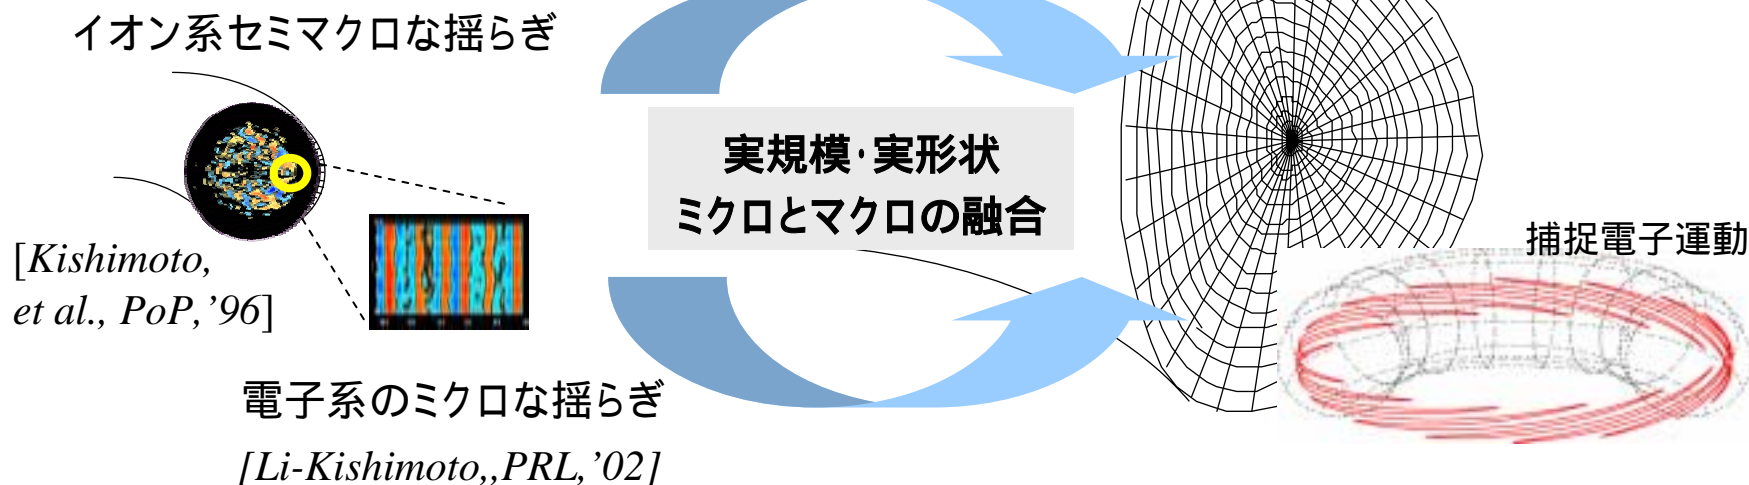 イオン系セミマクロな揺らぎ
実規模･実形状
ミクロとマクロの融合
捕捉電子運動
[Kishimoto,
et al., PoP, ’96]
電子系のミクロな揺らぎ
[Li-Kishimoto,,PRL, ’02]